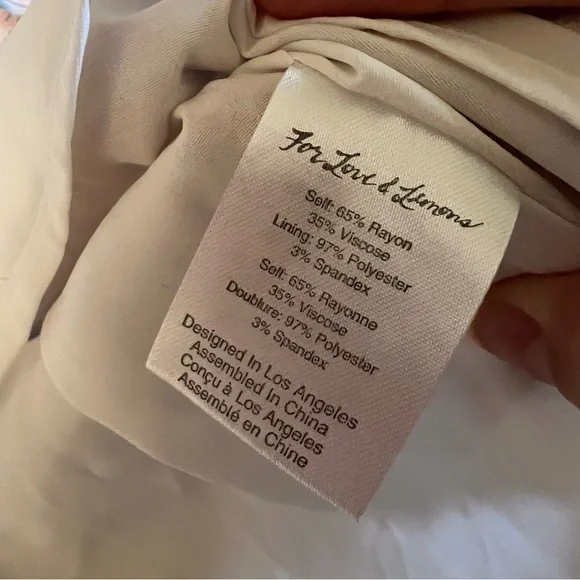 For Love & Lemons
Self: 65% Rayon
35% Viscose
Lining: 97% Polyester
3% Spandex
Self: 65% Rayonne
35% Viscose
Doublure: 97% Polyester
3% Spandex
Designed In Los Angeles
Assembled In China
Conçu à Los Angeles
Assemblé en Chine